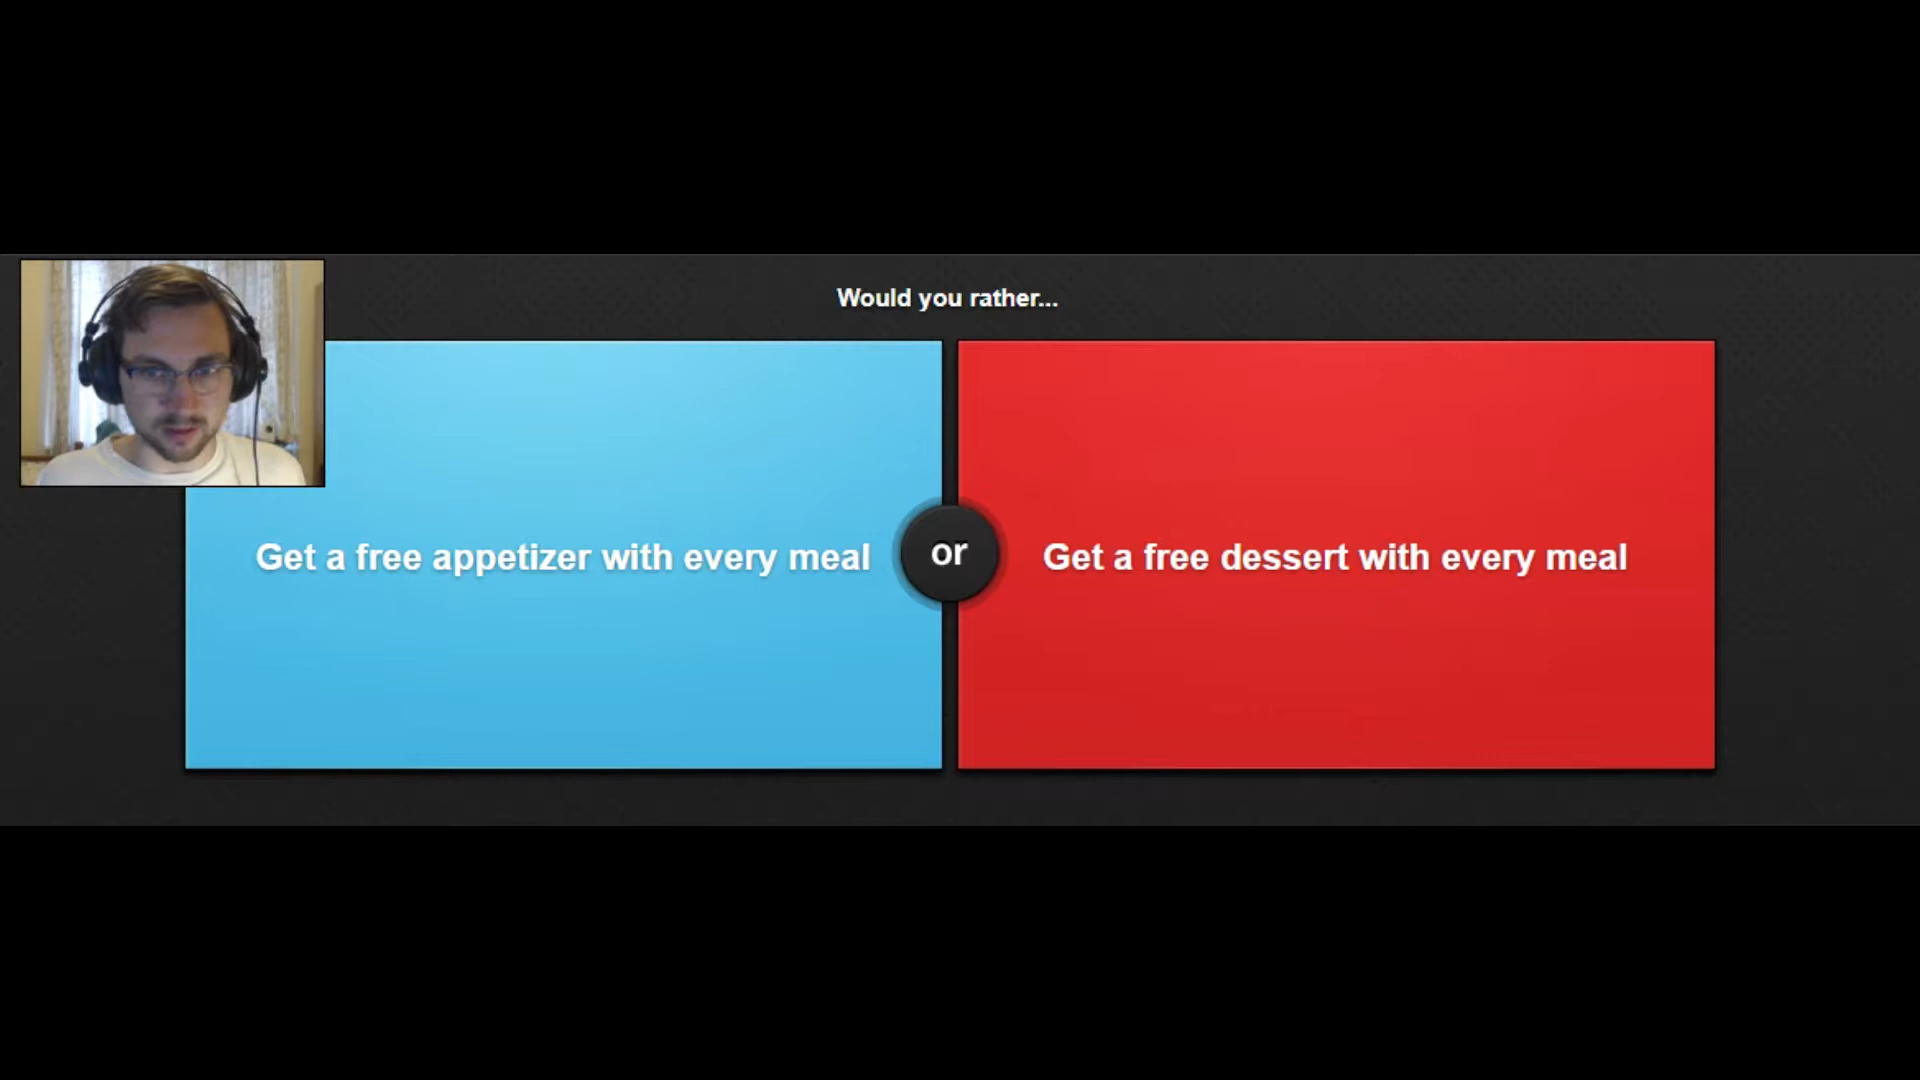 Would you rather...
Get a free appetizer with every meal
or
Get a free dessert with every meal